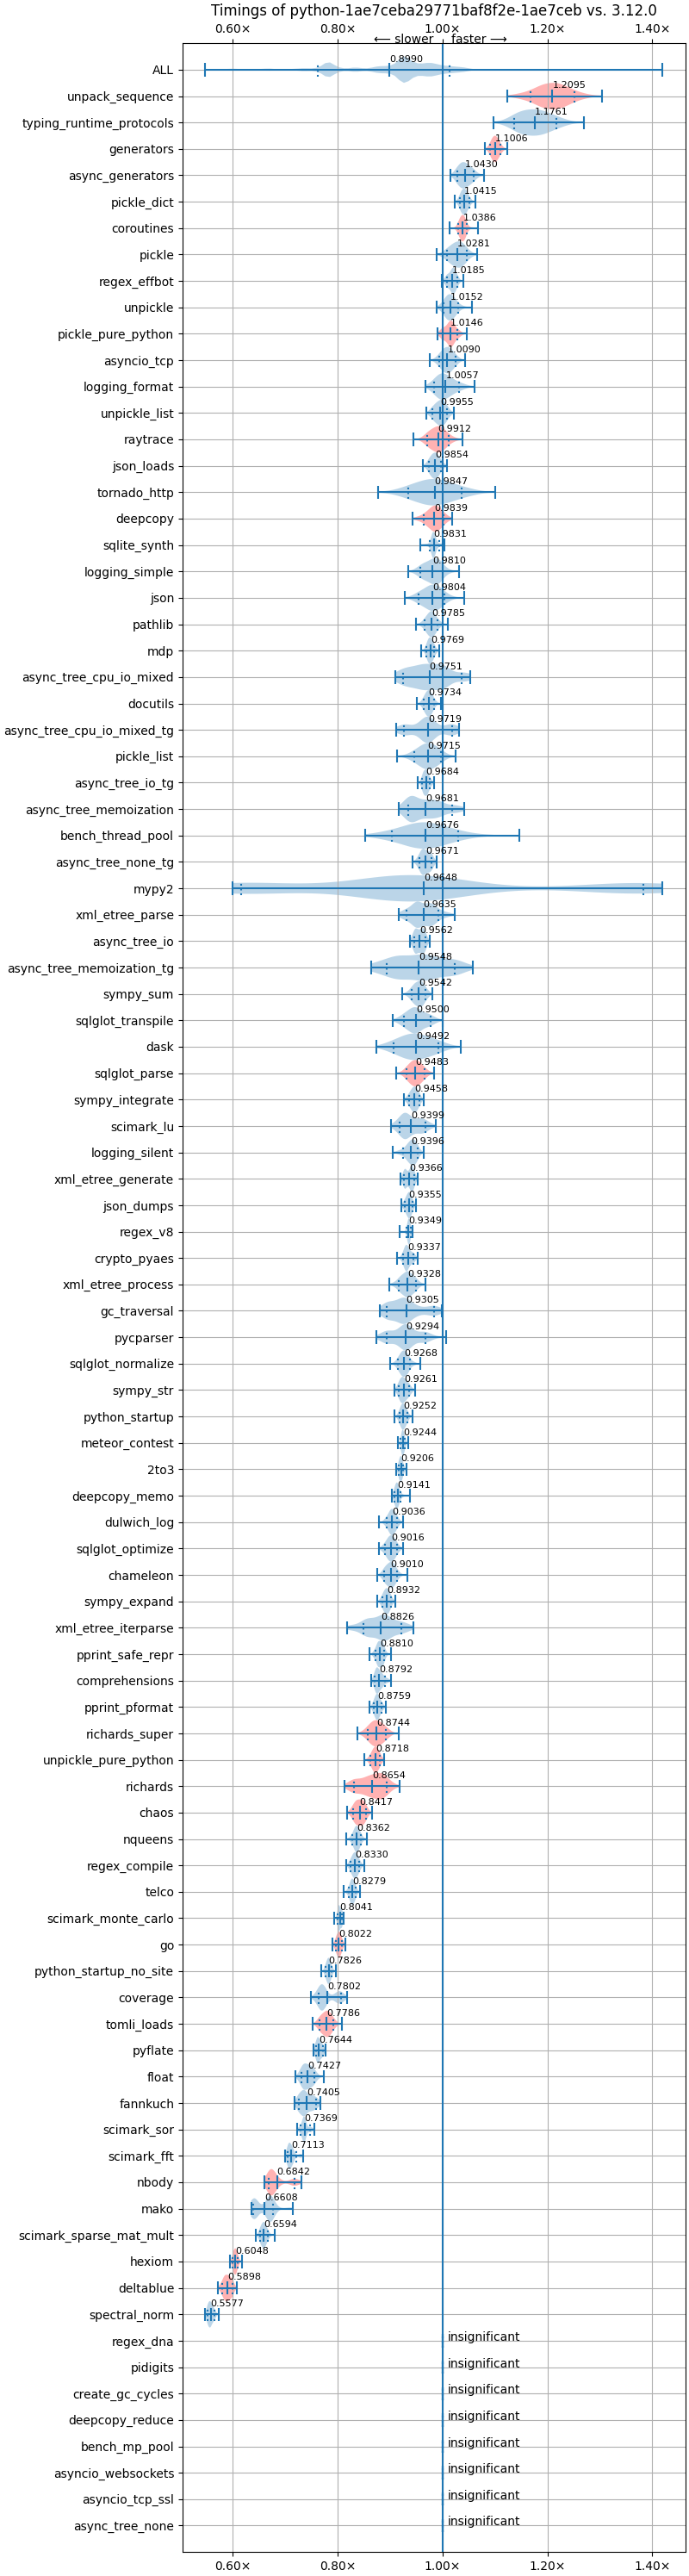 Timings of python-1ae7ceba29771baf8f2e-1ae7ceb vs. 3.12.0
0.60× 0.80× 1.00× 1.20× 1.40×
⟵ slower faster ⟶
ALL 0.8990
unpack_sequence 1.2095
typing_runtime_protocols 1.1761
generators 1.1006
async_generators 1.0430
pickle_dict 1.0415
coroutines 1.0386
pickle 1.0281
regex_effbot 1.0185
unpickle 1.0152
pickle_pure_python 1.0146
asyncio_tcp 1.0090
logging_format 1.0057
unpickle_list 0.9955
raytrace 0.9912
json_loads 0.9854
tornado_http 0.9847
deepcopy 0.9839
sqlite_synth 0.9831
logging_simple 0.9810
json 0.9804
pathlib 0.9785
mdp 0.9769
async_tree_cpu_io_mixed 0.9751
docutils 0.9734
async_tree_cpu_io_mixed_tg 0.9719
pickle_list 0.9715
async_tree_io_tg 0.9684
async_tree_memoization 0.9681
bench_thread_pool 0.9676
async_tree_none_tg 0.9671
mypy2 0.9648
xml_etree_parse 0.9635
async_tree_io 0.9562
async_tree_memoization_tg 0.9548
sympy_sum 0.9542
sqlglot_transpile 0.9500
dask 0.9492
sqlglot_parse 0.9483
sympy_integrate 0.9458
scimark_lu 0.9399
logging_silent 0.9396
xml_etree_generate 0.9366
json_dumps 0.9355
regex_v8 0.9349
crypto_pyaes 0.9337
xml_etree_process 0.9328
gc_traversal 0.9305
pycparser 0.9294
sqlglot_normalize 0.9268
sympy_str 0.9261
python_startup 0.9252
meteor_contest 0.9244
2to3 0.9206
deepcopy_memo 0.9141
dulwich_log 0.9036
sqlglot_optimize 0.9016
chameleon 0.9010
sympy_expand 0.8932
xml_etree_iterparse 0.8826
pprint_safe_repr 0.8810
comprehensions 0.8792
pprint_pformat 0.8759
richards_super 0.8744
unpickle_pure_python 0.8718
richards 0.8654
chaos 0.8417
nqueens 0.8362
regex_compile 0.8330
telco 0.8279
scimark_monte_carlo 0.8041
go 0.8022
python_startup_no_site 0.7826
coverage 0.7802
tomli_loads 0.7786
pyflate 0.7644
float 0.7427
fannkuch 0.7405
scimark_sor 0.7369
scimark_fft 0.7113
nbody 0.6842
mako 0.6608
scimark_sparse_mat_mult 0.6594
hexiom 0.6048
deltablue 0.5898
spectral_norm 0.5577
regex_dna insignificant
pidigits insignificant
create_gc_cycles insignificant
deepcopy_reduce insignificant
bench_mp_pool insignificant
asyncio_websockets insignificant
asyncio_tcp_ssl insignificant
async_tree_none insignificant
0.60× 0.80× 1.00× 1.20× 1.40×